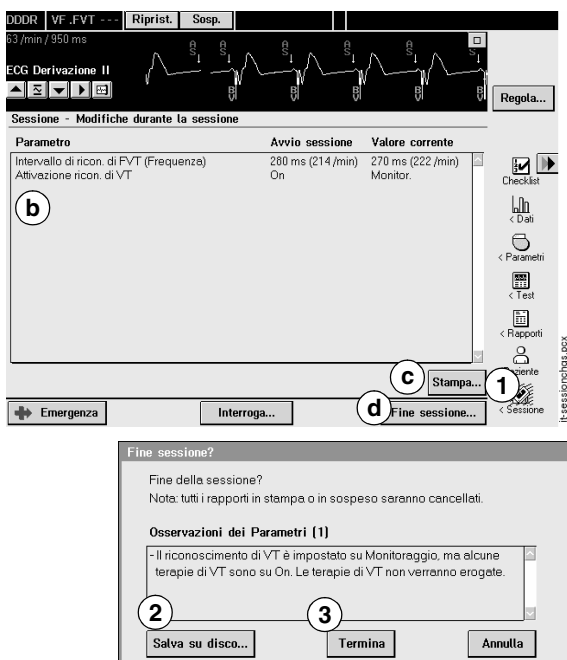 DDDR VF .FVT --- Riprist. Sosp.
63 /min / 950 ms
ECG Derivazione II
A S A S A S A S A S
B V B V B V B V
Regola...
Sessione - Modifiche durante la sessione
Parametro Avvio sessione Valore corrente
Intervallo di ricon. di FVT (Frequenza) 280 ms (214 /min) 270 ms (222 /min)
Attivazione ricon. di VT On Monitor.
b
Checklist
< Dati
< Parametri
< Test
< Rapporti
Paziente
< Sessione
c Stampa... 1
Emergenza Interroga... d Fine sessione...
it-sessionchgs.pcx
Fine sessione?
Fine della sessione?
Nota: tutti i rapporti in stampa o in sospeso saranno cancellati.
Osservazioni dei Parametri (1)
- Il riconoscimento di VT è impostato su Monitoraggio, ma alcune
terapie di VT sono su On. Le terapie di VT non verranno erogate.
2 3
Salva su disco... Termina Annulla